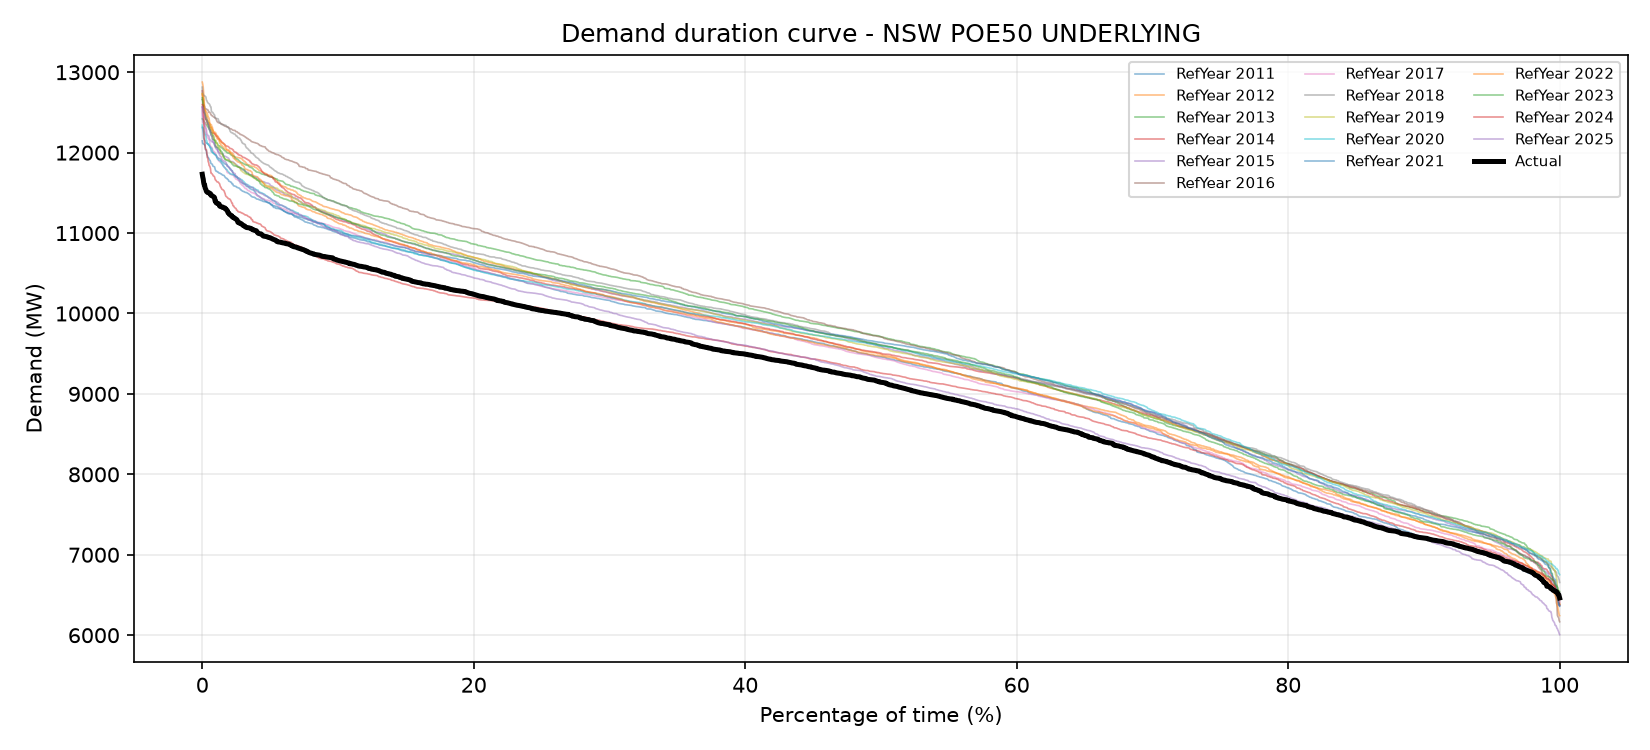 Demand duration curve - NSW POE50 UNDERLYING
Demand (MW)
13000
12000
11000
10000
9000
8000
7000
6000
RefYear 2011
RefYear 2012
RefYear 2013
RefYear 2014
RefYear 2015
RefYear 2016
RefYear 2017
RefYear 2018
RefYear 2019
RefYear 2020
RefYear 2021
RefYear 2022
RefYear 2023
RefYear 2024
RefYear 2025
Actual
0
20
40
60
80
100
Percentage of time (%)